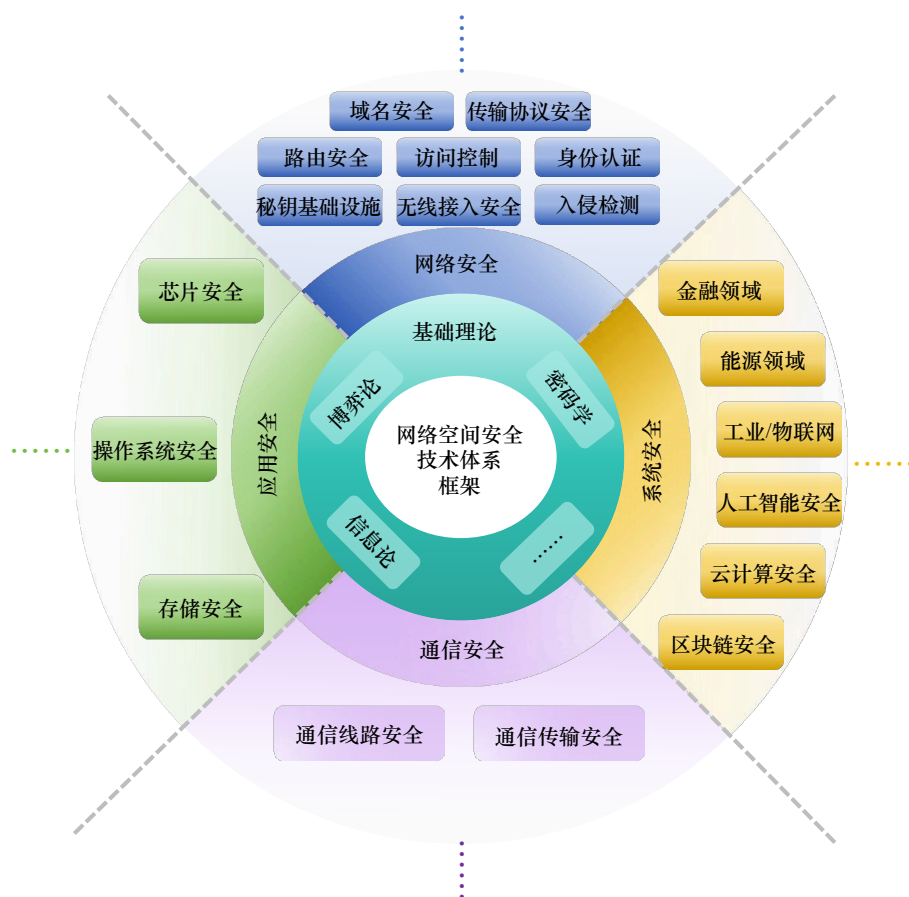 域名安全
传输协议安全
路由安全
访问控制
身份认证
秘钥基础设施
无线接入安全
入侵检测
网络安全
基础理论
博弈论
密码学
信息论
……
网络空间安全
技术体系
框架
应用安全
芯片安全
操作系统安全
存储安全
系统安全
金融领域
能源领域
工业/物联网
人工智能安全
云计算安全
区块链安全
通信安全
通信线路安全
通信传输安全